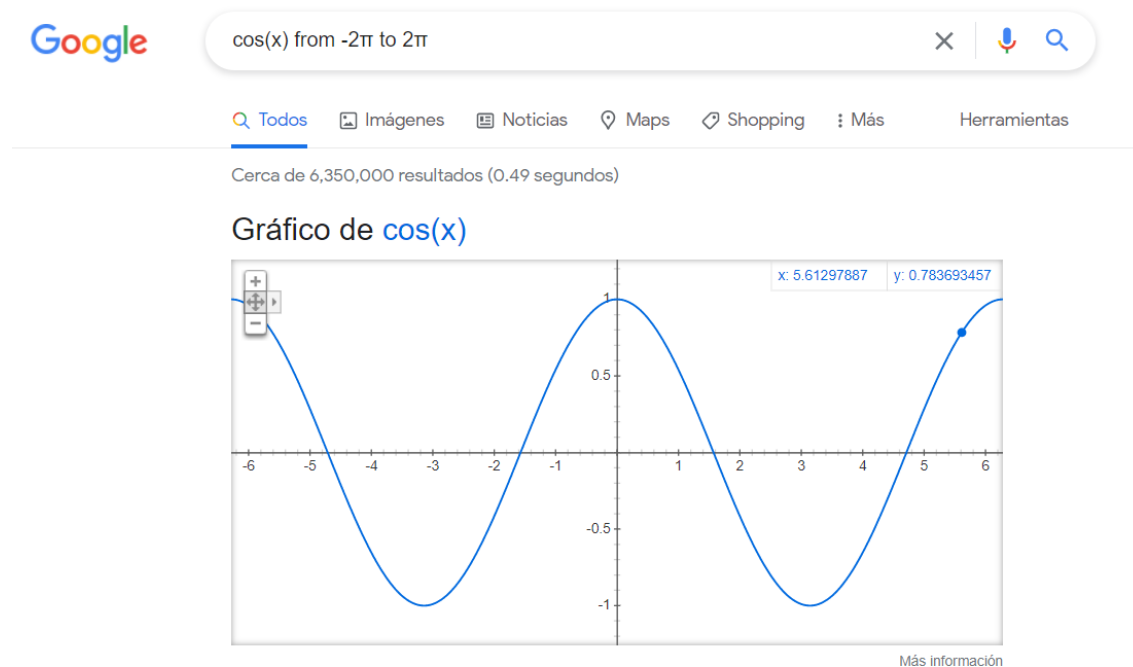 Google
cos(x) from -2π to 2π
Todos Imágenes Noticias Maps Shopping Más Herramientas
Cerca de 6,350,000 resultados (0.49 segundos)
Gráfico de cos(x)
x: 5.61297887 y: 0.783693457
1
0.5
-6 -5 -4 -3 -2 -1 1 2 3 4 5 6
-0.5
-1
Más información